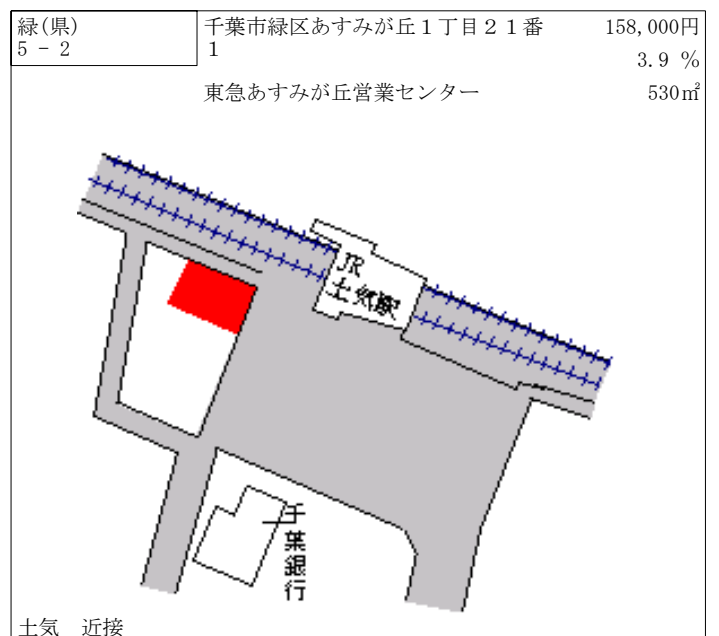 緑(県)
5 - 2
千葉市緑区あすみが丘1丁目21番
1
158,000円
3.9 %
東急あすみが丘営業センター
530㎡
JR
土気駅
千葉銀行
土気 近接